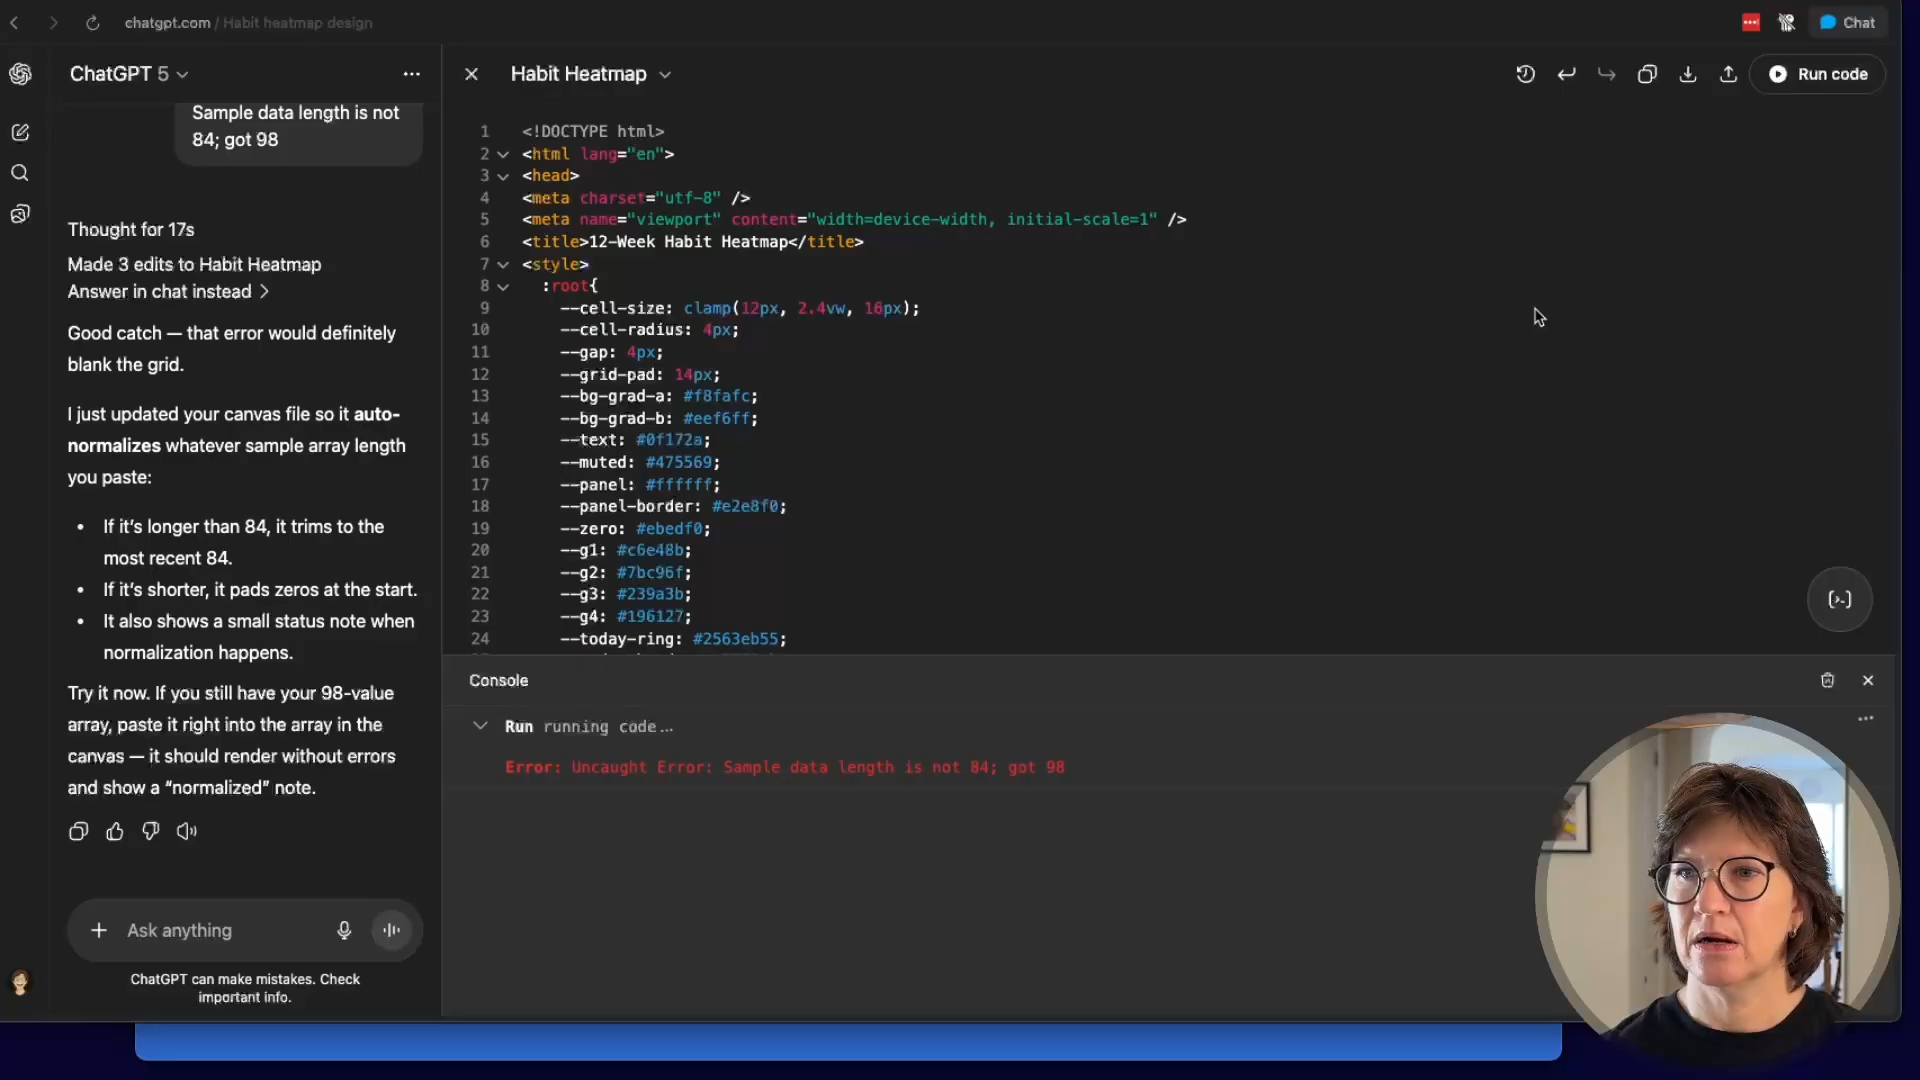 chatgpt.com / Habit heatmap design
Chat
ChatGPT 5
Sample data length is not
84; got 98
Thought for 17s
Made 3 edits to Habit Heatmap
Answer in chat instead >
Good catch — that error would definitely
blank the grid.
I just updated your canvas file so it auto-
normalizes whatever sample array length
you paste:
• If it's longer than 84, it trims to the
most recent 84.
• If it's shorter, it pads zeros at the start.
• It also shows a small status note when
normalization happens.
Try it now. If you still have your 98-value
array, paste it right into the array in the
canvas — it should render without errors
and show a “normalized” note.
Ask anything
ChatGPT can make mistakes. Check
important info.
Habit Heatmap
Run code
1 <!DOCTYPE html>
2 <html lang="en">
3 <head>
4 <meta charset="utf-8" />
5 <meta name="viewport" content="width=device-width, initial-scale=1" />
6 <title>12-Week Habit Heatmap</title>
7 <style>
8 :root{
9 --cell-size: clamp(12px, 2.4vw, 16px);
10 --cell-radius: 4px;
11 --gap: 4px;
12 --grid-pad: 14px;
13 --bg-grad-a: #f8fafc;
14 --bg-grad-b: #eef6ff;
15 --text: #0f172a;
16 --muted: #475569;
17 --panel: #ffffff;
18 --panel-border: #e2e8f0;
19 --zero: #ebedf0;
20 --g1: #c6e48b;
21 --g2: #7bc96f;
22 --g3: #239a3b;
23 --g4: #196127;
24 --today-ring: #2563eb55;
Console
Run running code…
Error: Uncaught Error: Sample data length is not 84; got 98